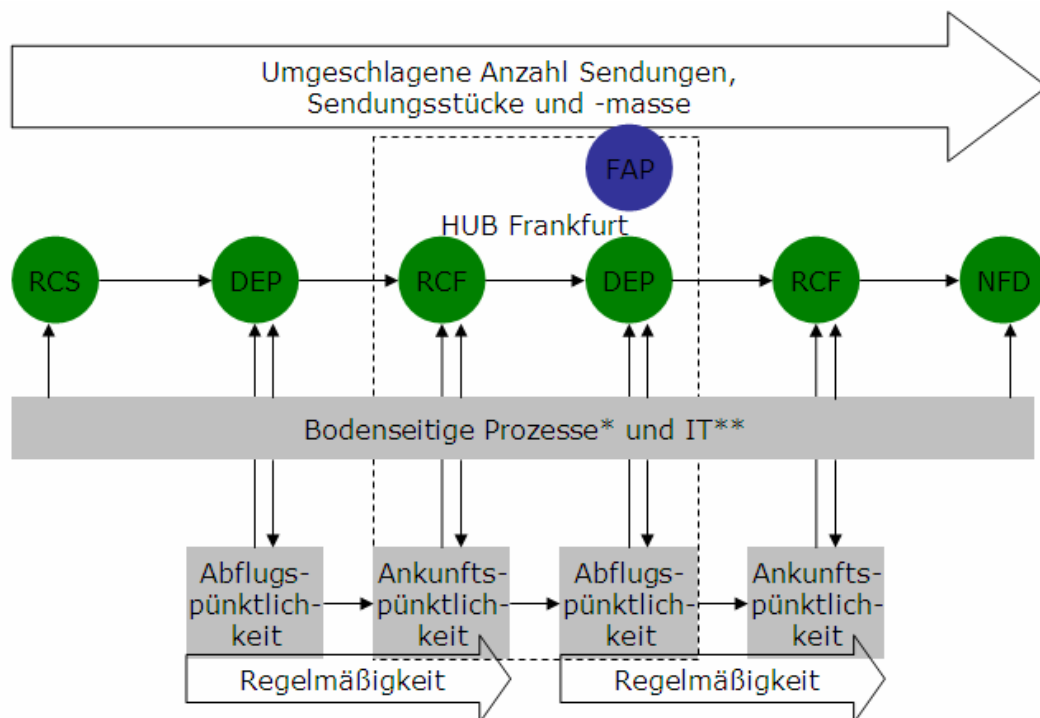 Umgeschlagene Anzahl Sendungen,
Sendungsstücke und -masse
FAP
HUB Frankfurt
RCS
DEP
RCF
DEP
RCF
NFD
Bodenseitige Prozesse* und IT**
Abflugs-
pünktlich-
keit
Ankunfts-
pünktlich-
keit
Abflugs-
pünktlich-
keit
Ankunfts-
pünktlich-
keit
Regelmäßigkeit
Regelmäßigkeit